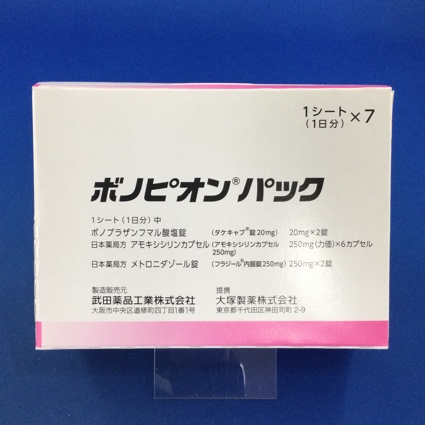 1シート ×7
(1日分)
ボノピオン®パック
1シート(1日分)中
ボノプラザンフマル酸塩錠 (タケキャブ®錠20mg) 20mg×2錠
日本薬局方 アモキシシリンカプセル (アモキシシリンカプセル 250mg(力価)×6カプセル
250mg)
日本薬局方 メトロニダゾール錠 (フラジール®内服錠250mg) 250mg×2錠
製造販売元 提携
武田薬品工業株式会社 大塚製薬株式会社
大阪市中央区道修町四丁目1番1号 東京都千代田区神田司町2-9